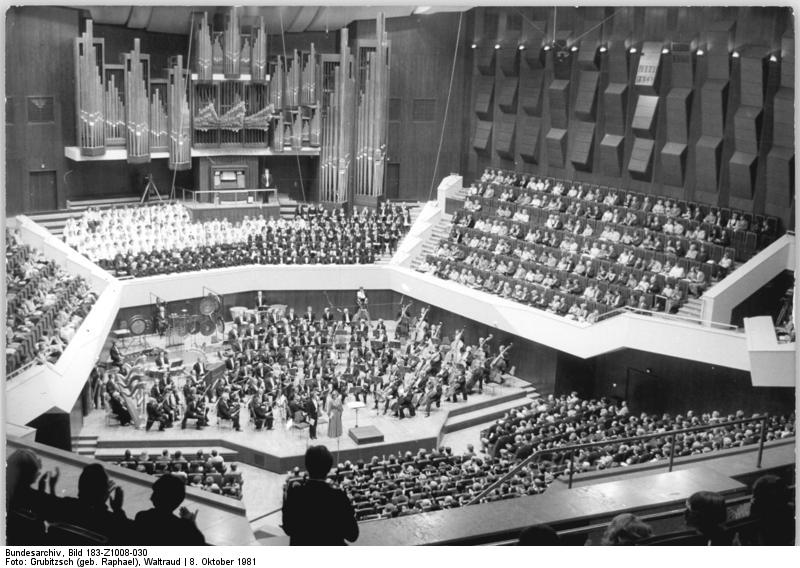 Bundesarchiv, Bild 183-Z1008-030
Foto: Grubitzsch (geb. Raphael), Waltraud | 8. Oktober 1981